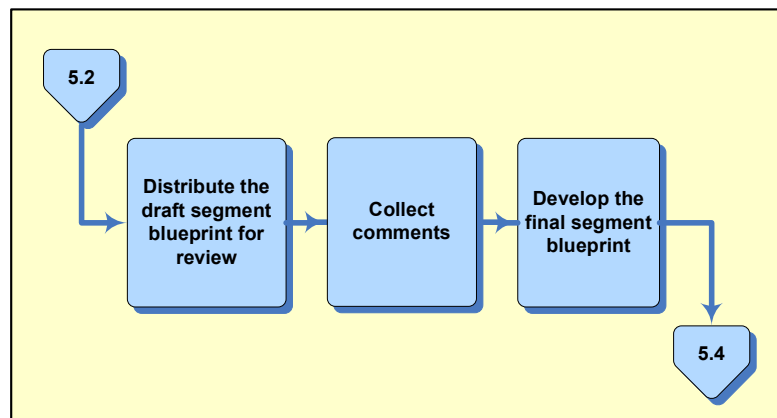 5.2
Distribute the
draft segment
blueprint for
review
Collect
comments
Develop the
final segment
blueprint
5.4